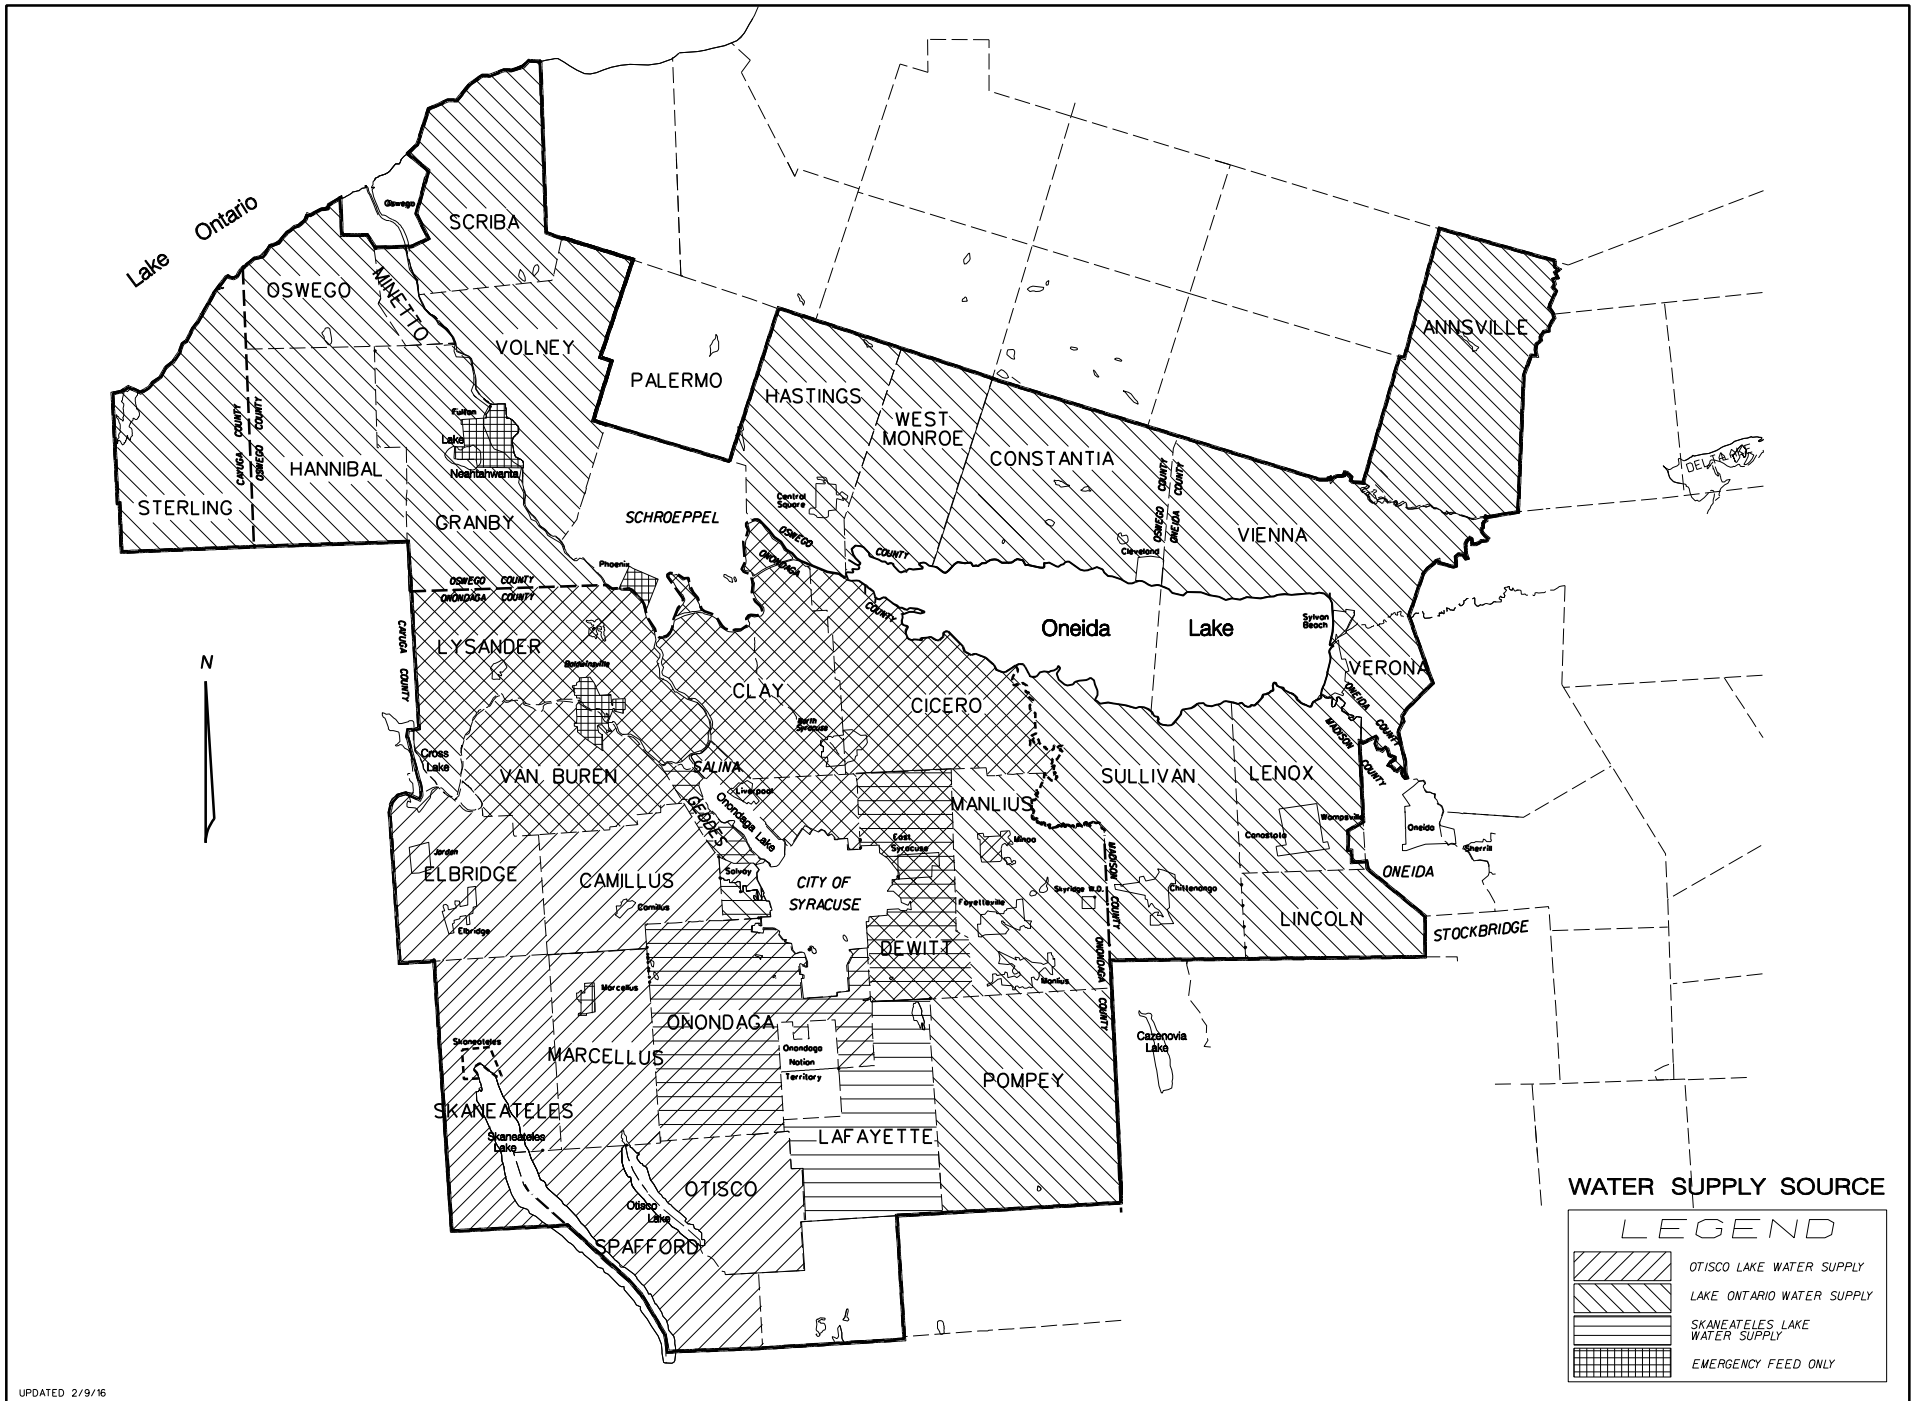 Lake Ontario
Oswego
SCRIBA
OSWEGO
MINETTO
VOLNEY
PALERMO
HASTINGS
WEST
MONROE
CONSTANTIA
ANNSVILLE
DELTA LAKE
CAYUGA COUNTY
OSWEGO COUNTY
Fulton
Lake
Neahtahwanta
HANNIBAL
STERLING
GRANBY
SCHROEPPEL
Central
Square
OSWEGO COUNTY
ONONDAGA COUNTY
OSWEGO COUNTY
ONEIDA COUNTY
VIENNA
Cleveland
Phoenix
OSWEGO COUNTY
ONONDAGA COUNTY
CAYUGA COUNTY
LYSANDER
Baldwinsville
Oneida Lake
Sylvan
Beach
VERONA
ONEIDA COUNTY
MADISON COUNTY
N
CLAY
CICERO
North
Syracuse
Cross
Lake
VAN BUREN
SALINA
Liverpool
Onondaga Lake
GEDDES
SULLIVAN
LENOX
MANLIUS
Minoa
East
Syracuse
Canastota
Wampsville
Oneida
Sherrill
ONEIDA
Jordan
ELBRIDGE
Elbridge
CAMILLUS
Camillus
Solvay
CITY OF
SYRACUSE
Fayetteville
Skyridge W.D.
Chittenango
MADISON COUNTY
ONONDAGA COUNTY
LINCOLN
STOCKBRIDGE
DEWITT
Manlius
Marcellus
ONONDAGA
Onondaga
Nation
Territory
Skaneateles
MARCELLUS
SKANEATELES
Skaneateles
Lake
POMPEY
Cazenovia
Lake
LAFAYETTE
OTISCO
Otisco
Lake
SPAFFORD
WATER SUPPLY SOURCE
LEGEND
OTISCO LAKE WATER SUPPLY
LAKE ONTARIO WATER SUPPLY
SKANEATELES LAKE
WATER SUPPLY
EMERGENCY FEED ONLY
UPDATED 2/9/16